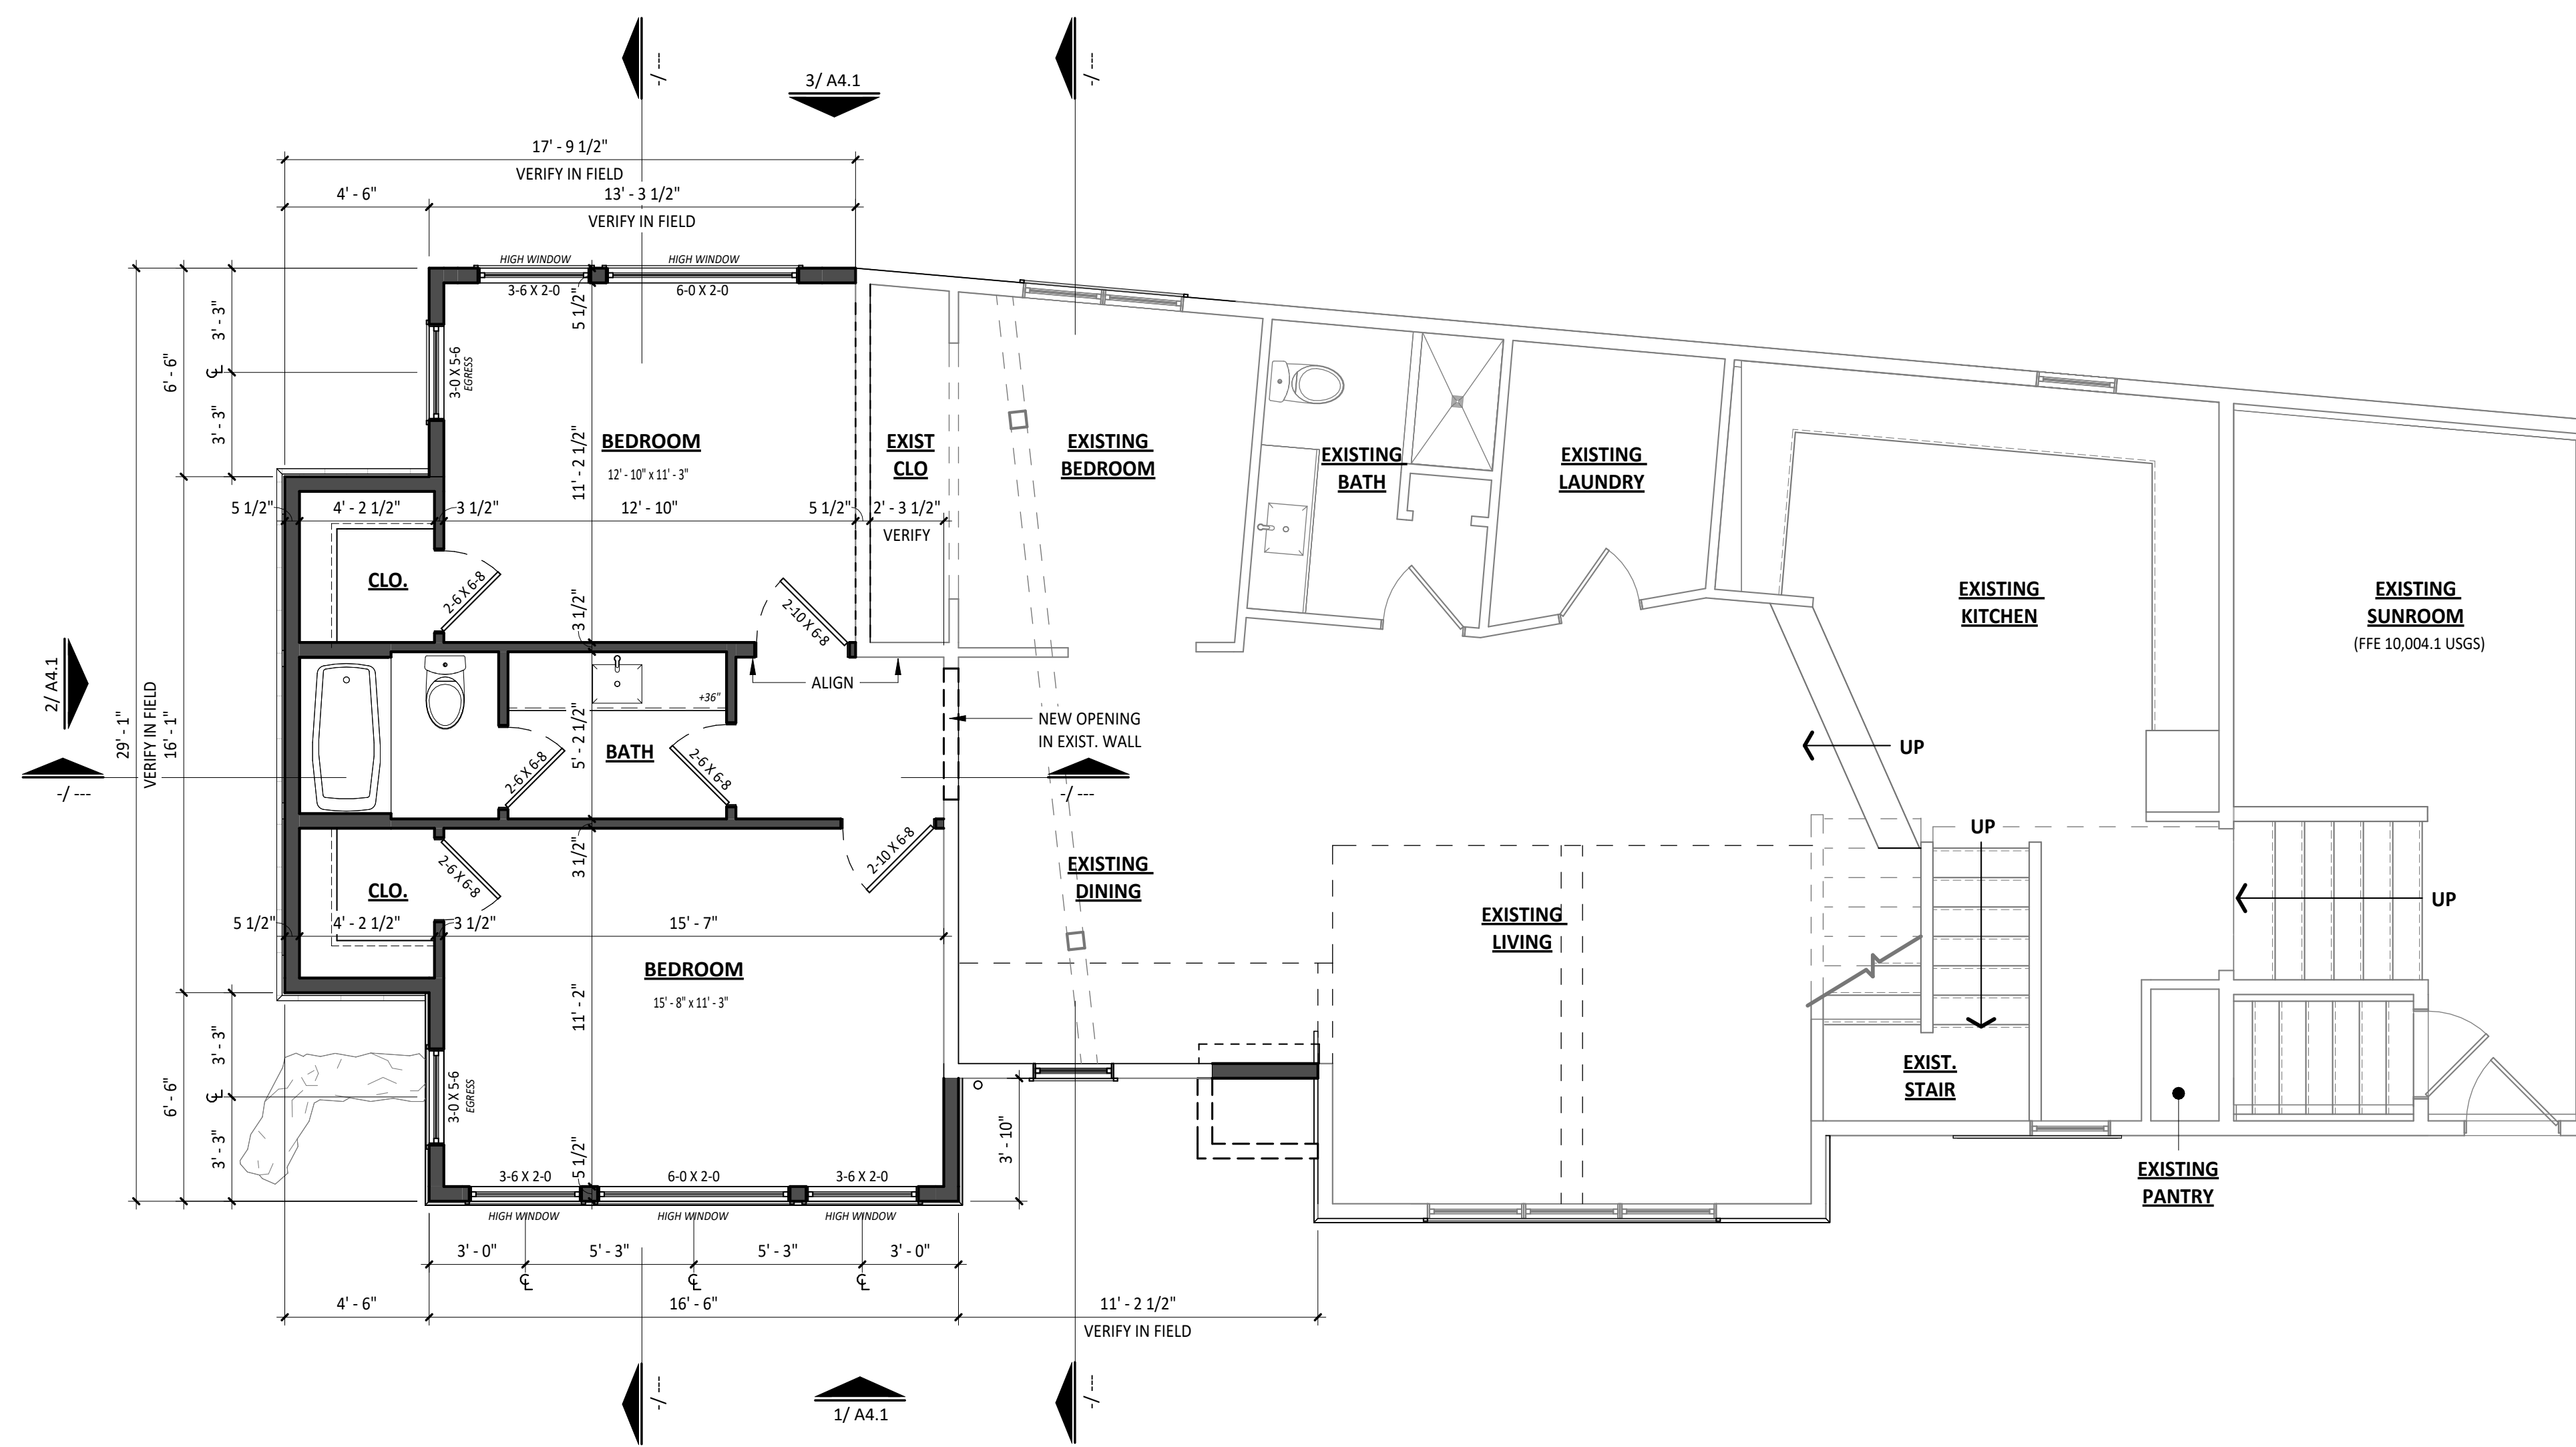 -/ ---
-/ ---
3/ A4.1
17' - 9 1/2"
VERIFY IN FIELD
4' - 6"
13' - 3 1/2"
VERIFY IN FIELD
HIGH WINDOW
HIGH WINDOW
3-6 X 2-0
6-0 X 2-0
5 1/2"
3' - 3"
6' - 6"
3' - 3"
3-0 X 5-6
EGRESS
11' - 2 1/2"
BEDROOM
12' - 10" x 11' - 3"
EXIST
CLO
EXISTING
BEDROOM
EXISTING
BATH
EXISTING
LAUNDRY
5 1/2"
4' - 2 1/2"
3 1/2"
12' - 10"
5 1/2"
2' - 3 1/2"
VERIFY
CLO.
2-6 X 6-8
3 1/2"
2-10 X 6-8
EXISTING
KITCHEN
EXISTING
SUNROOM
(FFE 10,004.1 USGS)
2/ A4.1
29' - 1"
VERIFY IN FIELD
16' - 1"
+36"
ALIGN
5' - 2 1/2"
BATH
2-6 X 6-8
2-6 X 6-8
NEW OPENING
IN EXIST. WALL
UP
-/ ---
-/ ---
UP
3 1/2"
2-6 X 6-8
2-10 X 6-8
CLO.
EXISTING
DINING
EXISTING
LIVING
UP
5 1/2"
4' - 2 1/2"
3 1/2"
15' - 7"
BEDROOM
15' - 8" x 11' - 3"
11' - 2"
3' - 3"
6' - 6"
3' - 3"
3-0 X 5-6
EGRESS
EXIST.
STAIR
3' - 10"
5 1/2"
3-6 X 2-0
6-0 X 2-0
3-6 X 2-0
EXISTING
PANTRY
HIGH WINDOW
HIGH WINDOW
HIGH WINDOW
3' - 0"
5' - 3"
5' - 3"
3' - 0"
4' - 6"
16' - 6"
11' - 2 1/2"
VERIFY IN FIELD
-/ ---
-/ ---
1/ A4.1